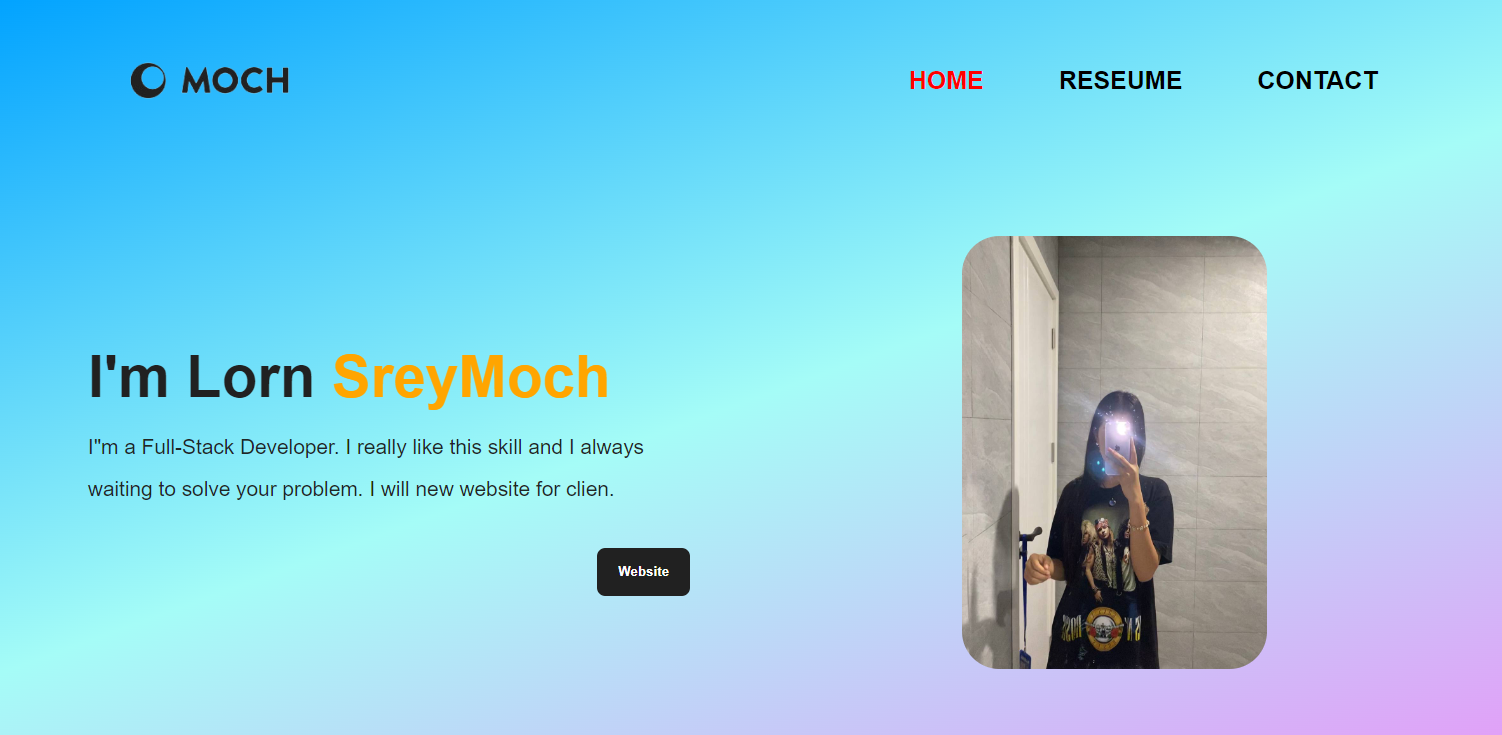 MOCH
HOME RESEUME CONTACT
I'm Lorn SreyMoch
I"m a Full-Stack Developer. I really like this skill and I always
waiting to solve your problem. I will new website for clien.
Website